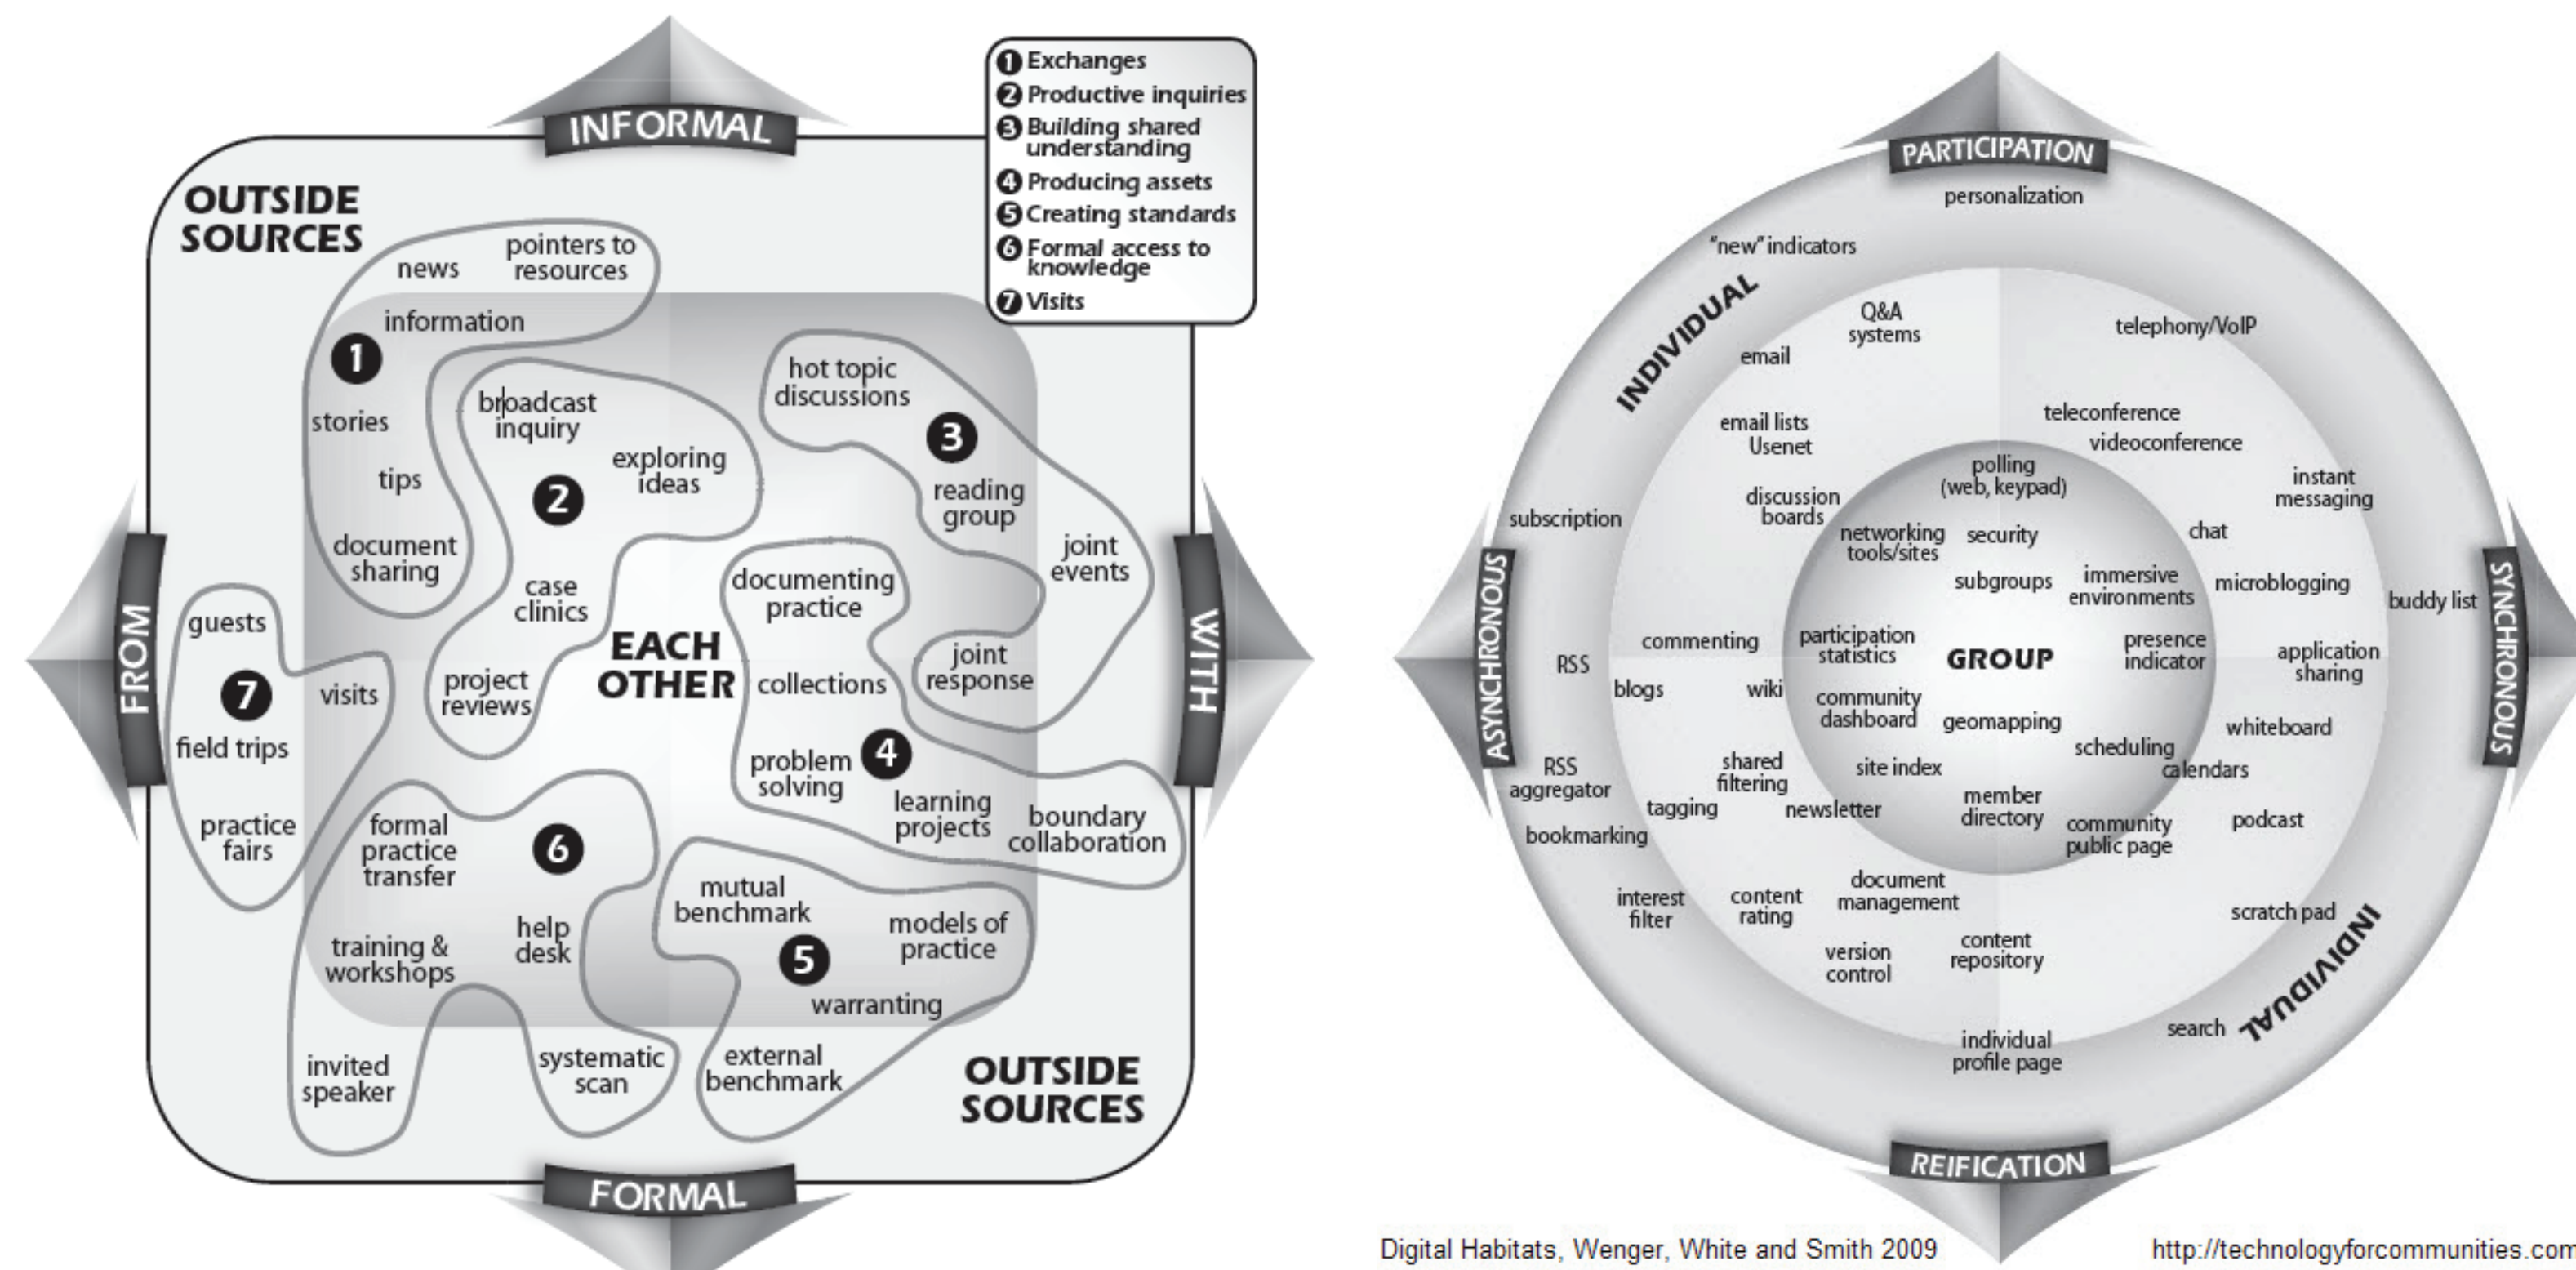 INFORMAL
❶ Exchanges
❷ Productive inquiries
❸ Building shared
understanding
❹ Producing assets
❺ Creating standards
❻ Formal access to
knowledge
❼ Visits
OUTSIDE
SOURCES
news
pointers to
resources
information
1
stories
tips
document
sharing
broadcast
inquiry
2
exploring
ideas
case
clinics
project
reviews
hot topic
discussions
3
reading
group
joint
events
joint
response
FROM
WITH
EACH
OTHER
guests
7
visits
field trips
practice
fairs
documenting
practice
collections
problem
solving
4
learning
projects
boundary
collaboration
formal
practice
transfer
6
help
desk
training &
workshops
invited
speaker
systematic
scan
mutual
benchmark
models of
practice
5
warranting
external
benchmark
OUTSIDE
SOURCES
FORMAL
PARTICIPATION
personalization
"new" indicators
INDIVIDUAL
Q&A
systems
email
telephony/VoIP
email lists
Usenet
teleconference
videoconference
discussion
boards
polling
(web, keypad)
instant
messaging
subscription
networking
tools/sites
security
chat
subgroups
immersive
environments
microblogging
buddy list
ASYNCHRONOUS
SYNCHRONOUS
commenting
participation
statistics
GROUP
presence
indicator
application
sharing
RSS
blogs
wiki
community
dashboard
geomapping
whiteboard
RSS
aggregator
shared
filtering
site index
scheduling
calendars
tagging
newsletter
member
directory
community
public page
podcast
bookmarking
interest
filter
content
rating
document
management
scratch pad
version
control
content
repository
INDIVIDUAL
search
individual
profile page
REIFICATION
Digital Habitats, Wenger, White and Smith 2009
http://technologyforcommunities.com